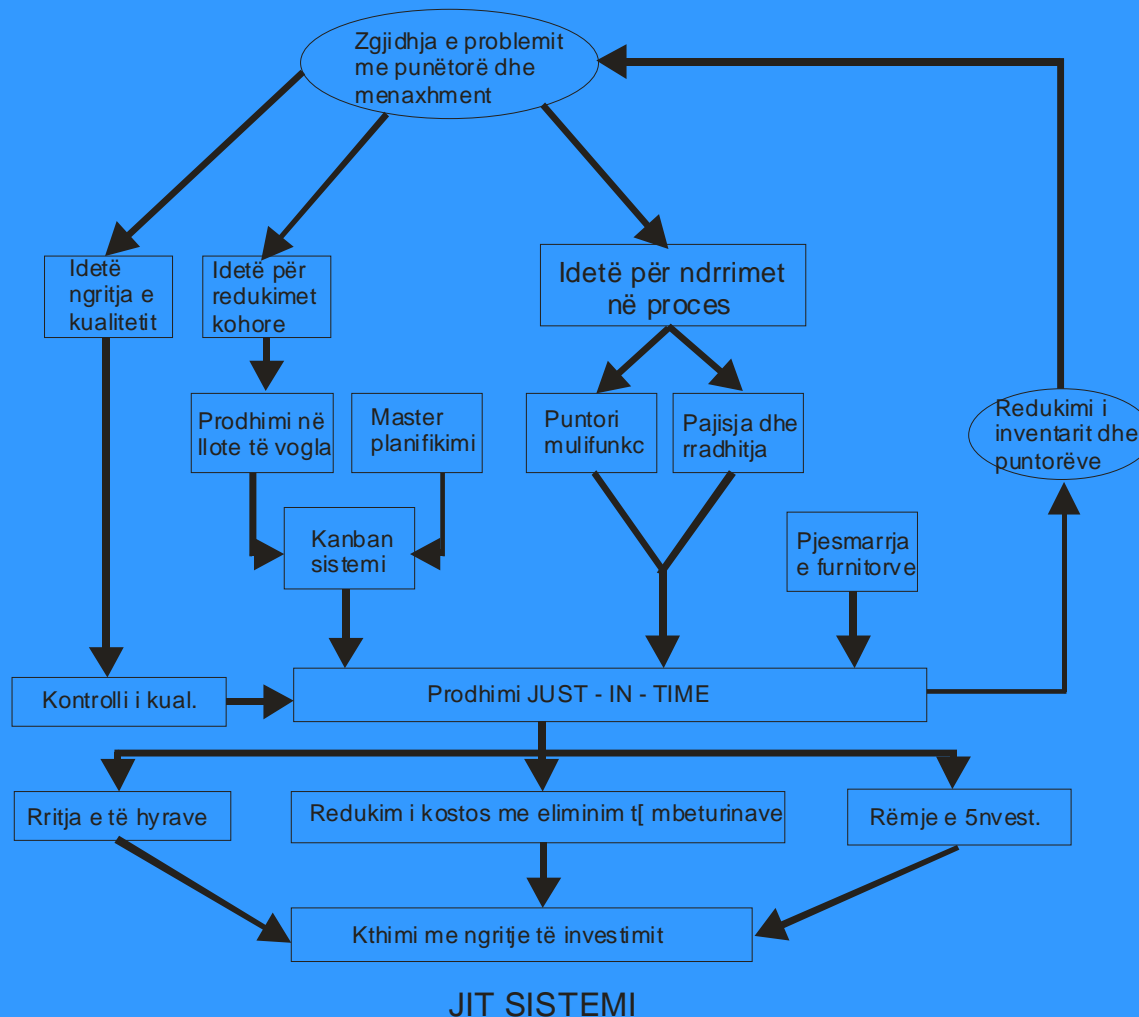 Zgjidhja e problemit
me punëtorë dhe
menaxhment
Idetë
ngritja e
kualitetit
Idetë për
redukimet
kohore
Idetë për ndrrimet
në proces
Prodhimi në
llote të vogla
Master
planifikimi
Puntori
mulifunkc
Pajisja dhe
rradhitja
Redukimi i
inventarit dhe
puntorëve
Kanban
sistemi
Pjesmarrja
e furnitorve
Kontrolli i kual.
Prodhimi JUST - IN - TIME
Rritja e të hyrave
Redukim i kostos me eliminim t[ mbeturinave
Rëmje e 5nvest.
Kthimi me ngritje të investimit
JIT SISTEMI